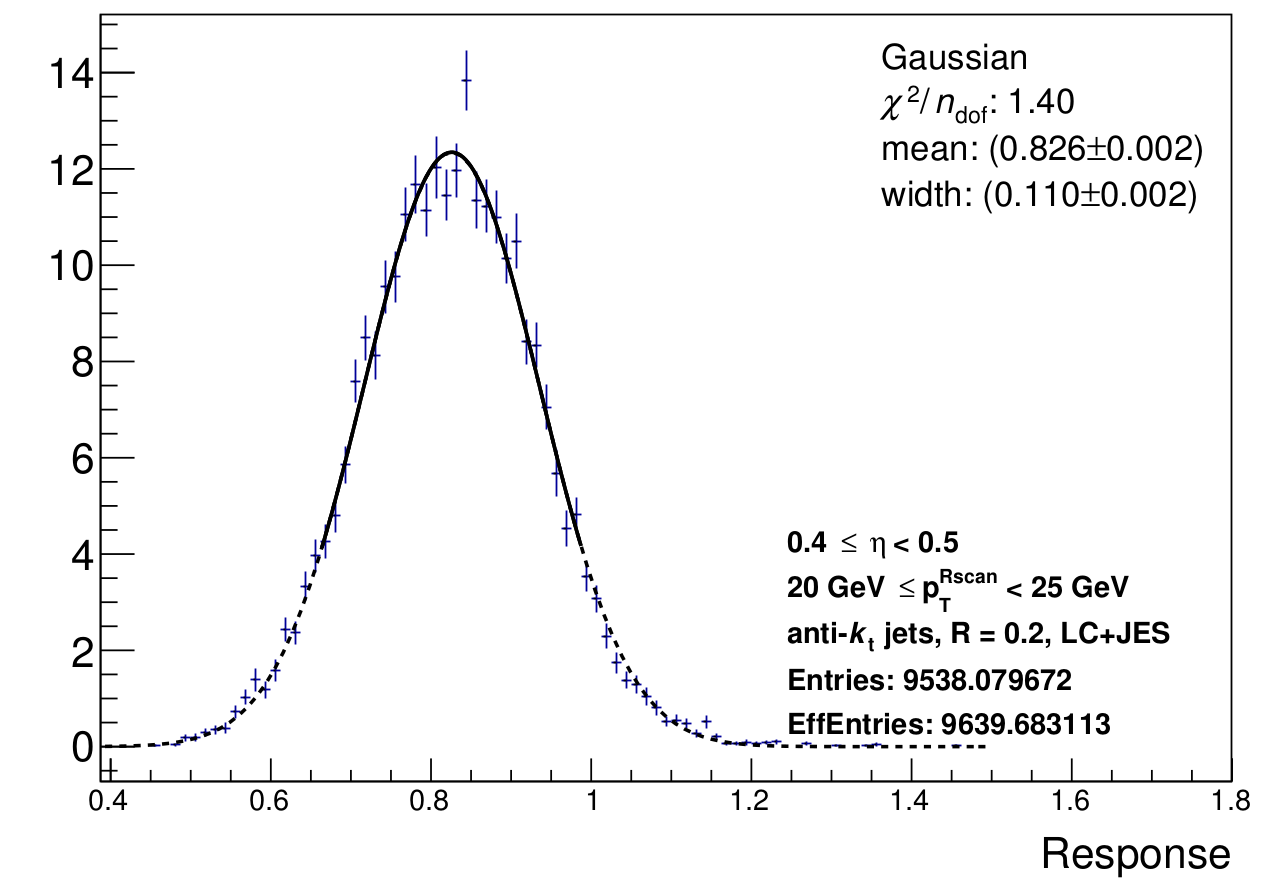 Gaussian
χ²/n_dof: 1.40
mean: (0.826±0.002)
width: (0.110±0.002)
14
12
10
8
6
4
2
0
0.4 ≤ η < 0.5
20 GeV ≤ p_T^Rscan < 25 GeV
anti-k_t jets, R = 0.2, LC+JES
Entries: 9538.079672
EffEntries: 9639.683113
0.4 0.6 0.8 1 1.2 1.4 1.6 1.8
Response